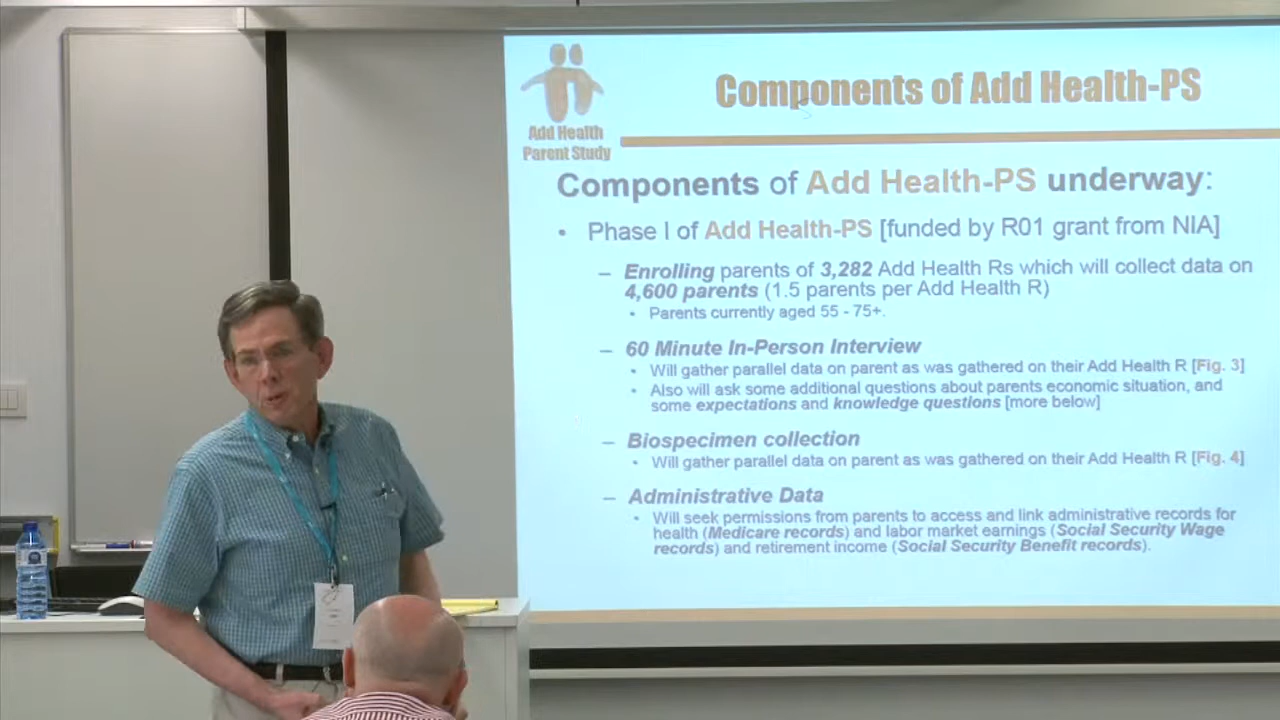 Add Health
Parent Study
Components of Add Health-PS
Components of Add Health-PS underway:
• Phase I of Add Health-PS [funded by R01 grant from NIA]
– Enrolling parents of 3,282 Add Health Rs which will collect data on
4,600 parents (1.5 parents per Add Health R)
• Parents currently aged 55 - 75+.
– 60 Minute In-Person Interview
• Will gather parallel data on parent as was gathered on their Add Health R [Fig. 3]
• Also will ask some additional questions about parents economic situation, and
some expectations and knowledge questions [more below]
– Biospecimen collection
• Will gather parallel data on parent as was gathered on their Add Health R [Fig. 4]
– Administrative Data
• Will seek permissions from parents to access and link administrative records for
health (Medicare records) and labor market earnings (Social Security Wage
records) and retirement income (Social Security Benefit records).